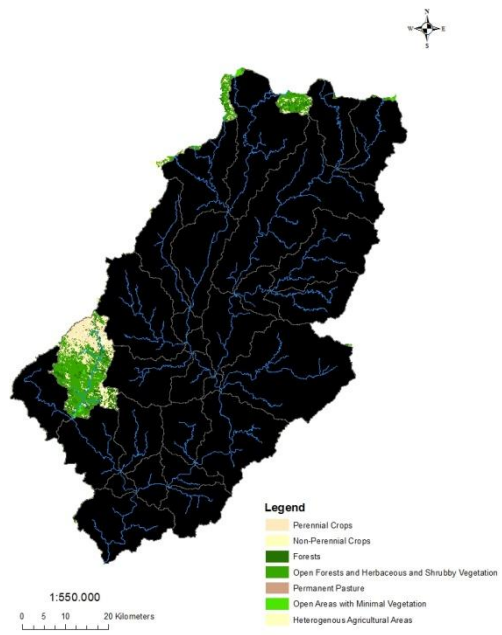 N
W E
S
Legend
Perennial Crops
Non-Perennial Crops
Forests
Open Forests and Herbaceous and Shrubby Vegetation
Permanent Pasture
Open Areas with Minimal Vegetation
Heterogenous Agricultural Areas
1:550.000
0 5 10 20 Kilometers